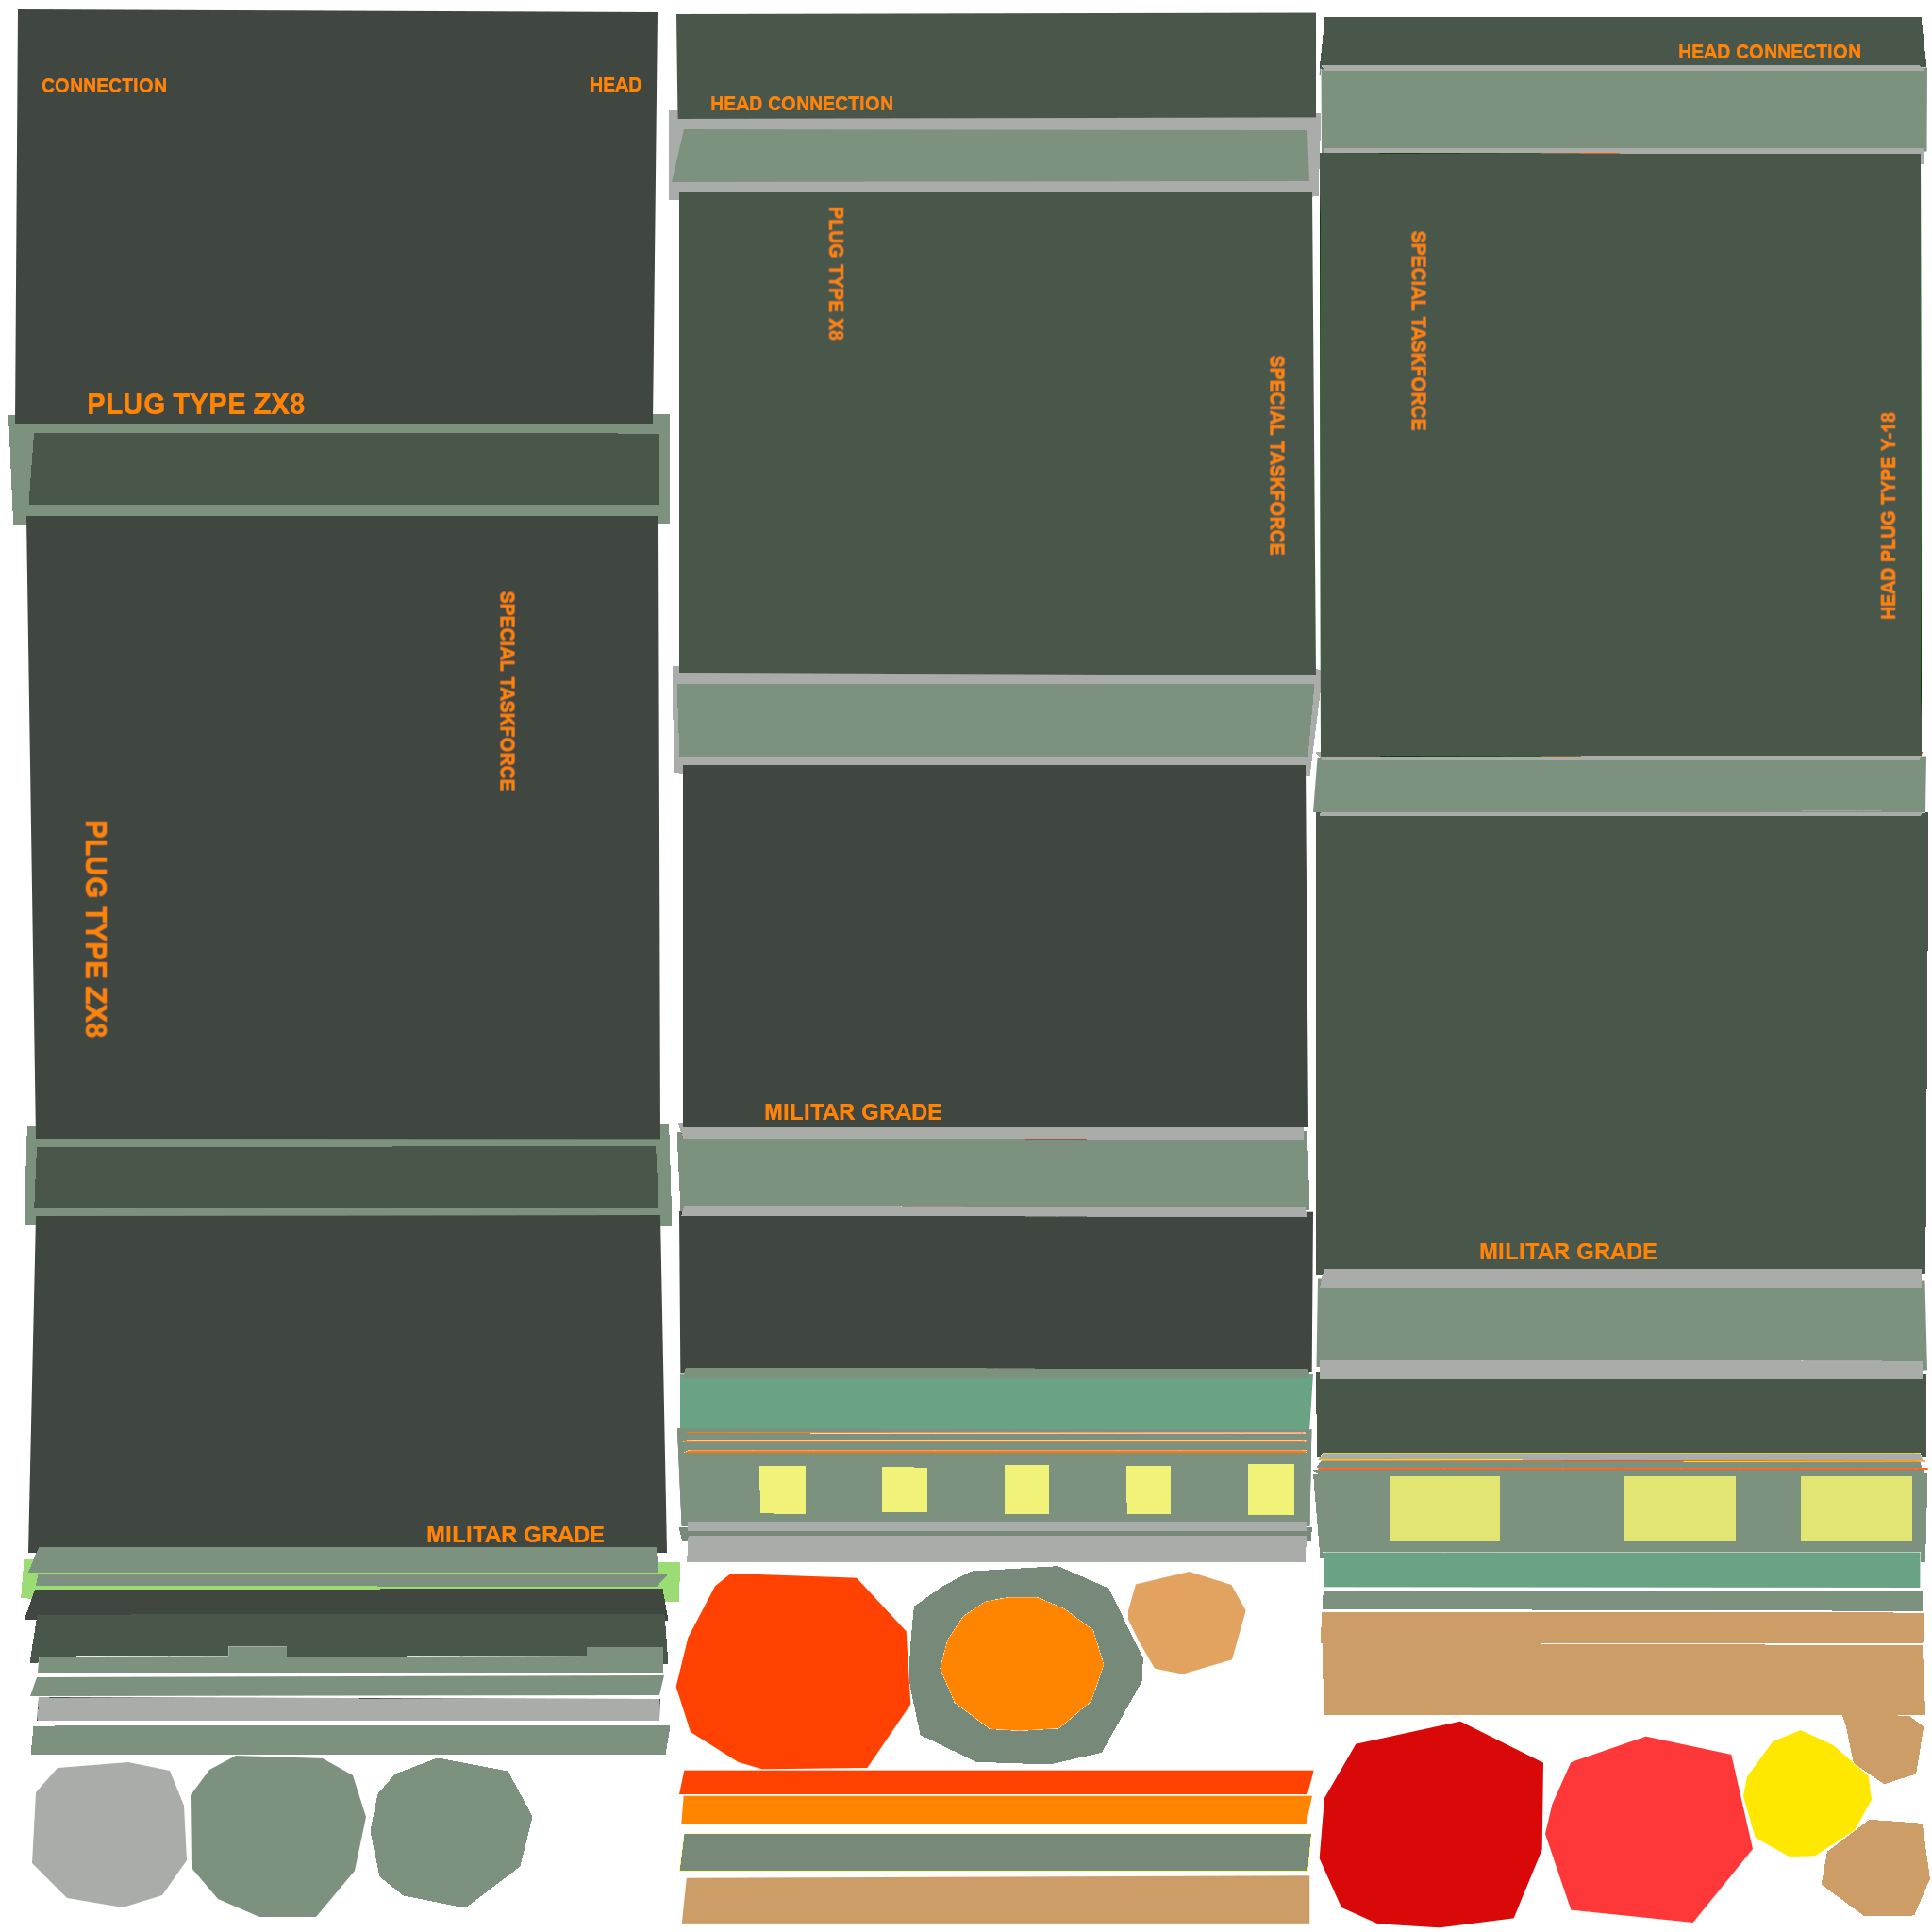 CONNECTION
HEAD
PLUG TYPE ZX8
SPECIAL TASKFORCE
PLUG TYPE ZX8
MILITAR GRADE
HEAD CONNECTION
PLUG TYPE X8
SPECIAL TASKFORCE
MILITAR GRADE
HEAD CONNECTION
SPECIAL TASKFORCE
HEAD PLUG TYPE Y-18
MILITAR GRADE